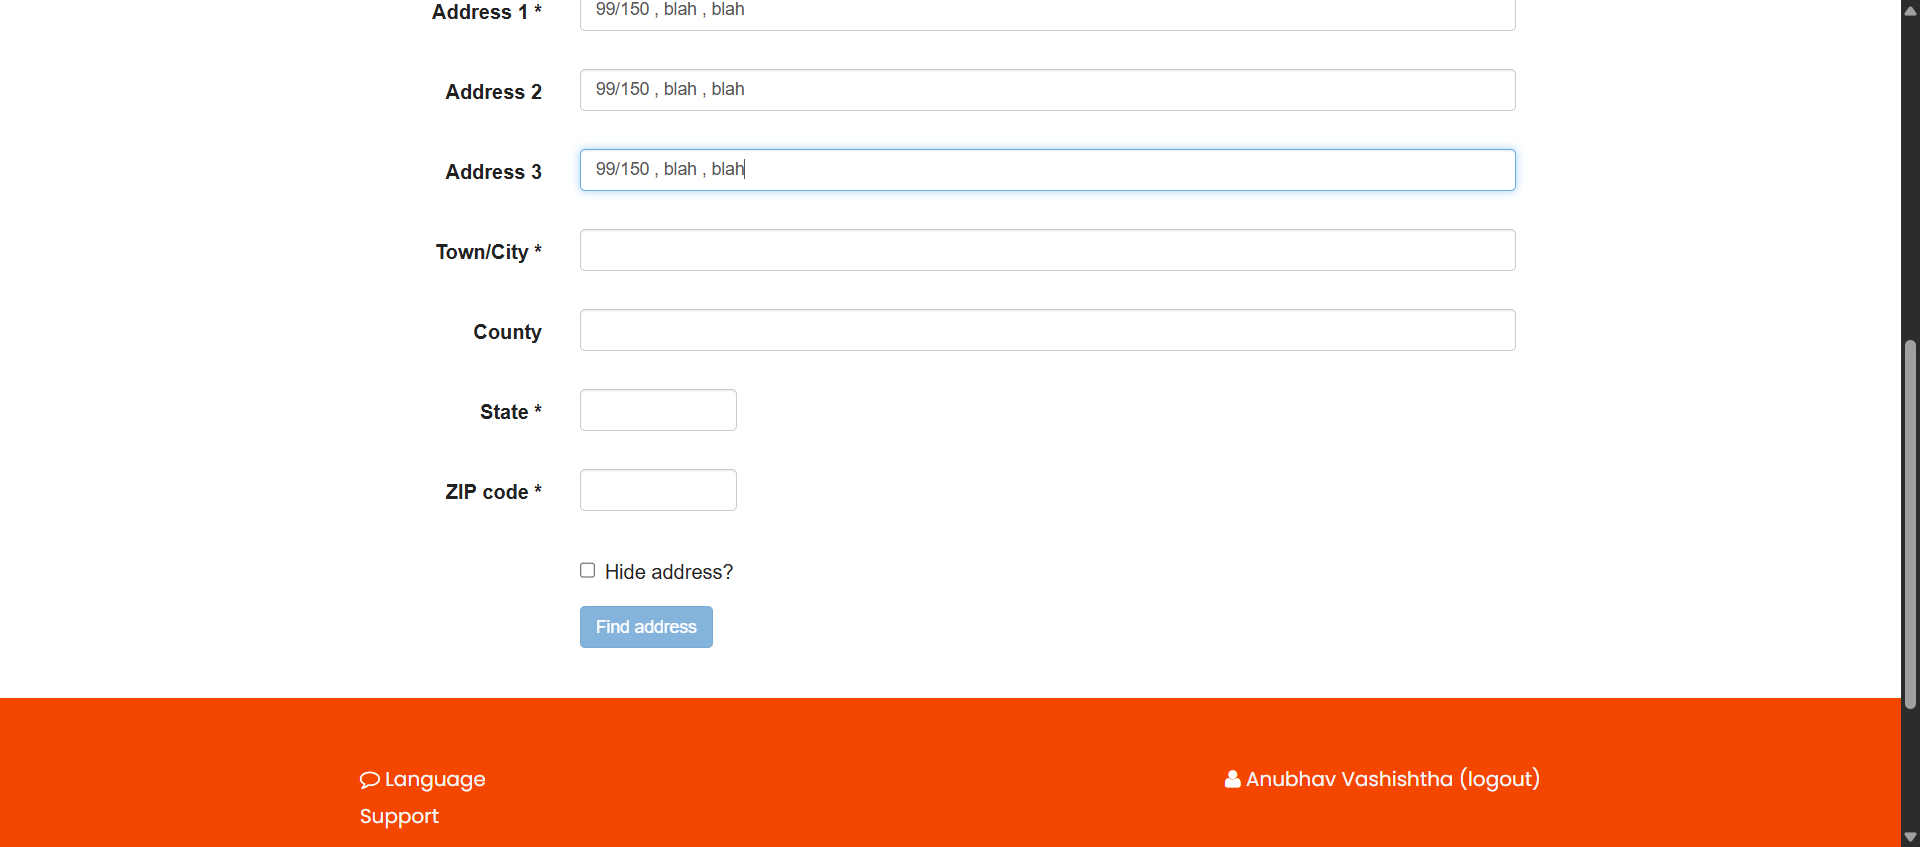 Address 1 * 99/150 , blah , blah
Address 2 99/150 , blah , blah
Address 3 99/150 , blah , blah
Town/City *
County
State *
ZIP code *
Hide address?
Find address
Language Anubhav Vashishtha (logout)
Support